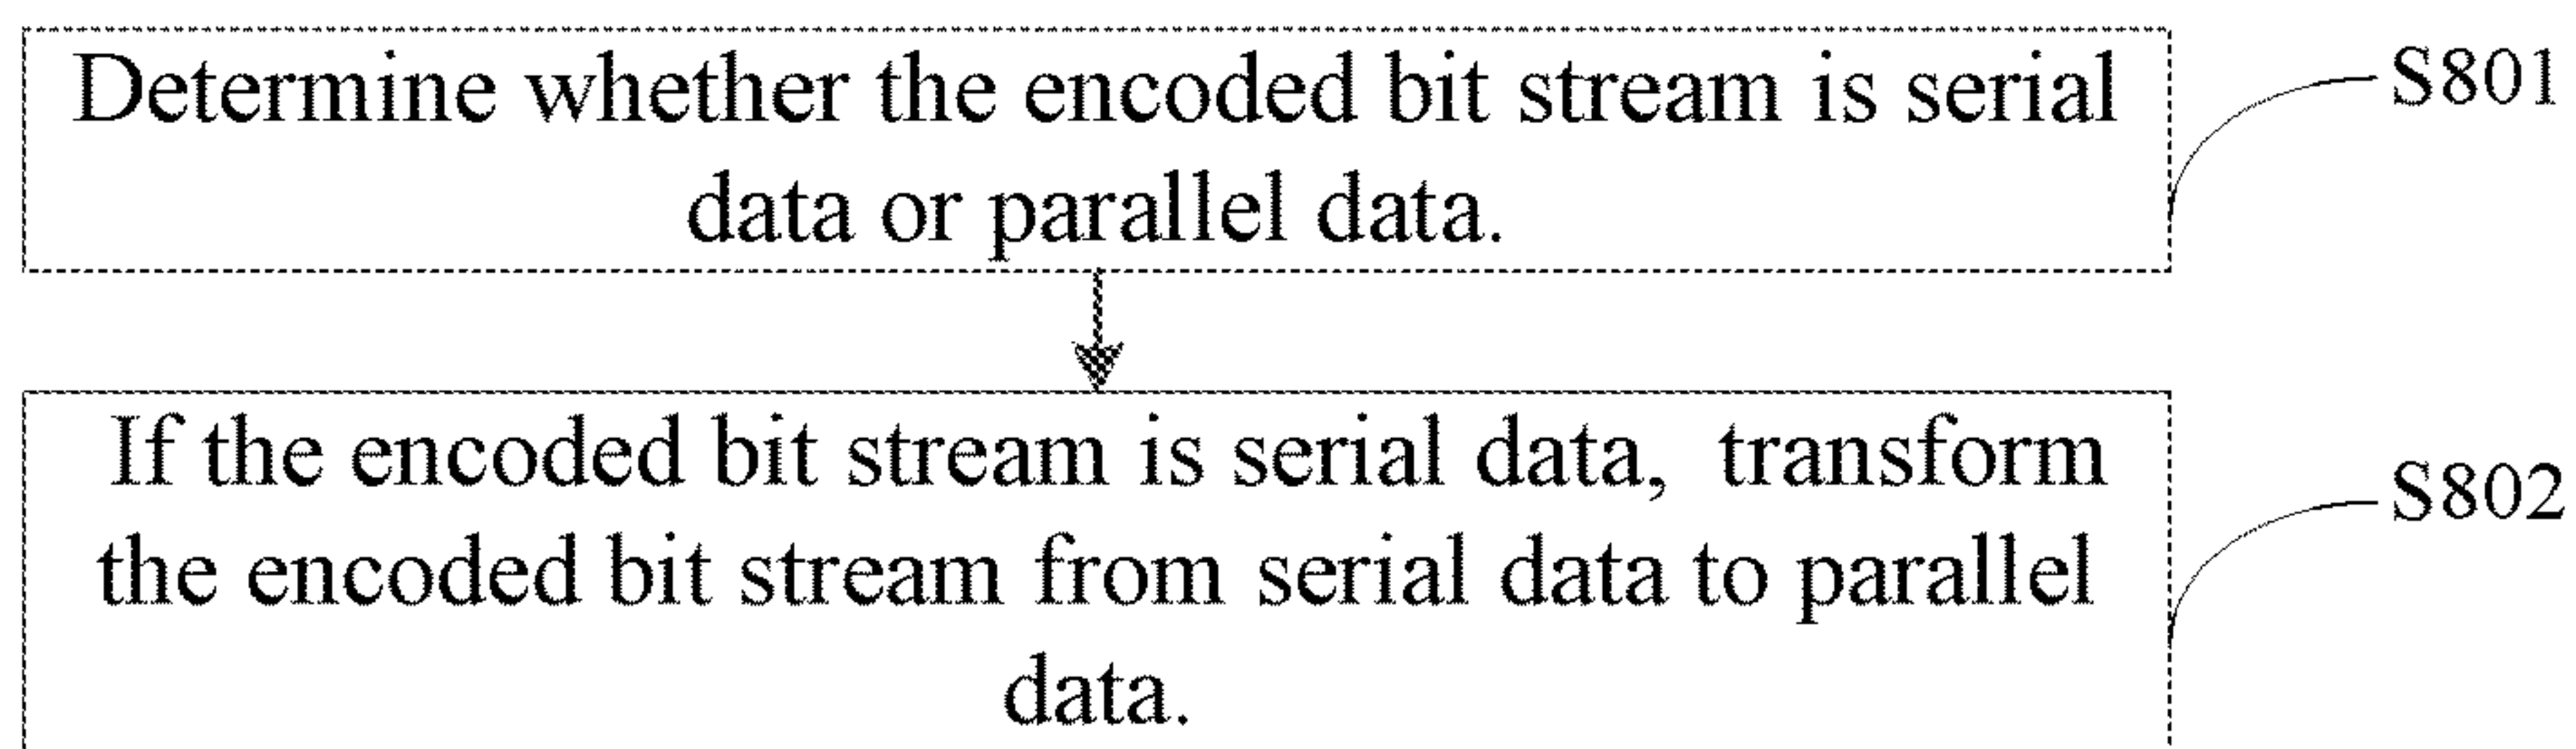 Determine whether the encoded bit stream is serial
data or parallel data.
S801
If the encoded bit stream is serial data, transform
the encoded bit stream from serial data to parallel
data.
S802